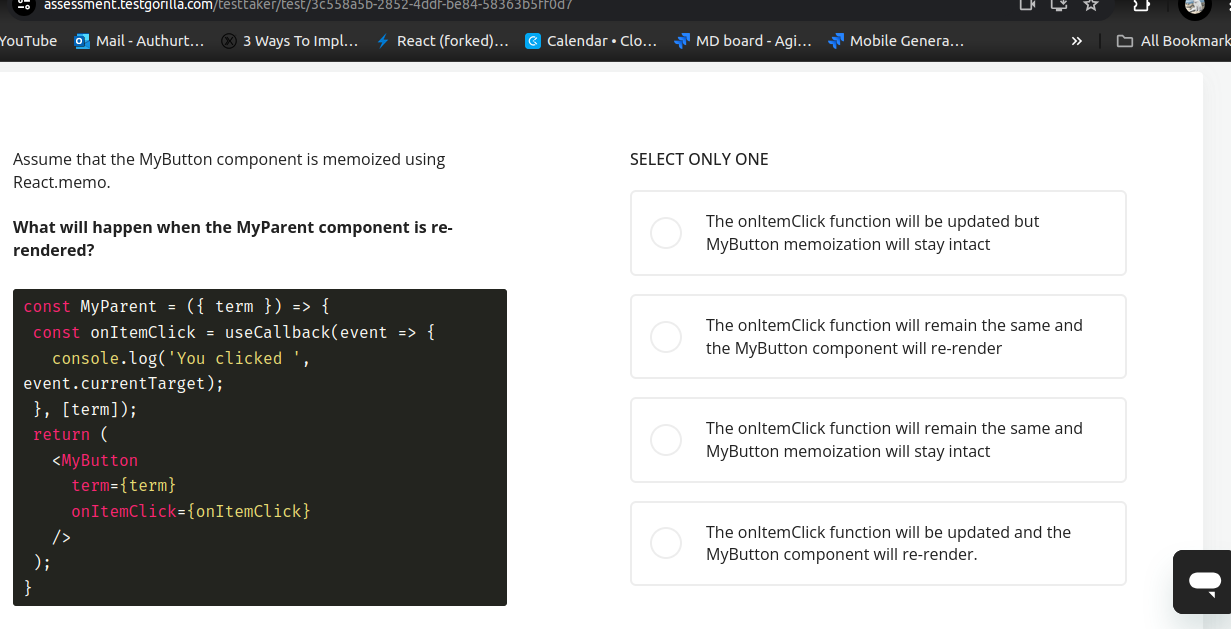 assessment.testgorilla.com/testtaker/test/3c558a5b-2852-4ddf-be84-58363b5ff0d7
YouTube Mail - Authurt... 3 Ways To Impl... React (forked)... Calendar • Clo... MD board - Agi... Mobile Genera... » All Bookmark
Assume that the MyButton component is memoized using
React.memo.
What will happen when the MyParent component is re-
rendered?
const MyParent = ({ term }) => {
const onItemClick = useCallback(event => {
console.log('You clicked ',
event.currentTarget);
}, [term]);
return (
<MyButton
term={term}
onItemClick={onItemClick}
/>
);
}
SELECT ONLY ONE
The onItemClick function will be updated but
MyButton memoization will stay intact
The onItemClick function will remain the same and
the MyButton component will re-render
The onItemClick function will remain the same and
MyButton memoization will stay intact
The onItemClick function will be updated and the
MyButton component will re-render.